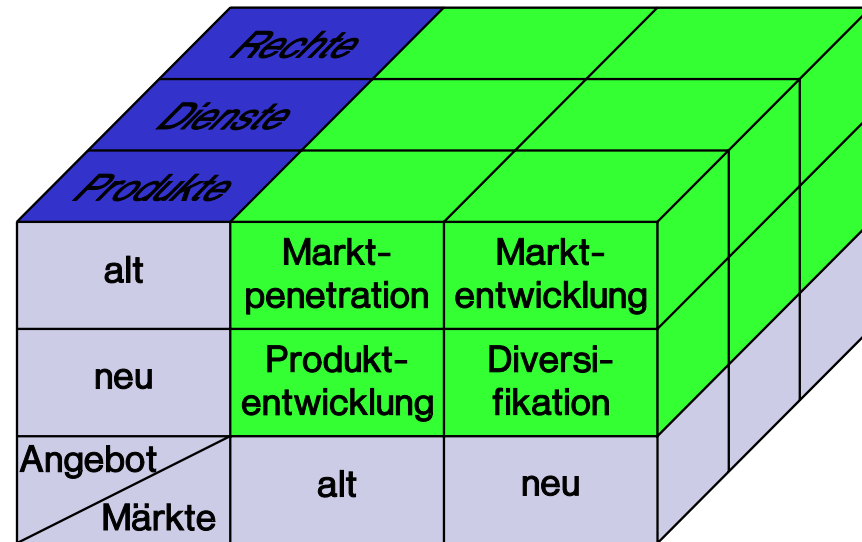 Rechte
Dienste
Produkte
alt
Markt-
penetration
Markt-
entwicklung
neu
Produkt-
entwicklung
Diversi-
fikation
Angebot
Märkte
alt
neu